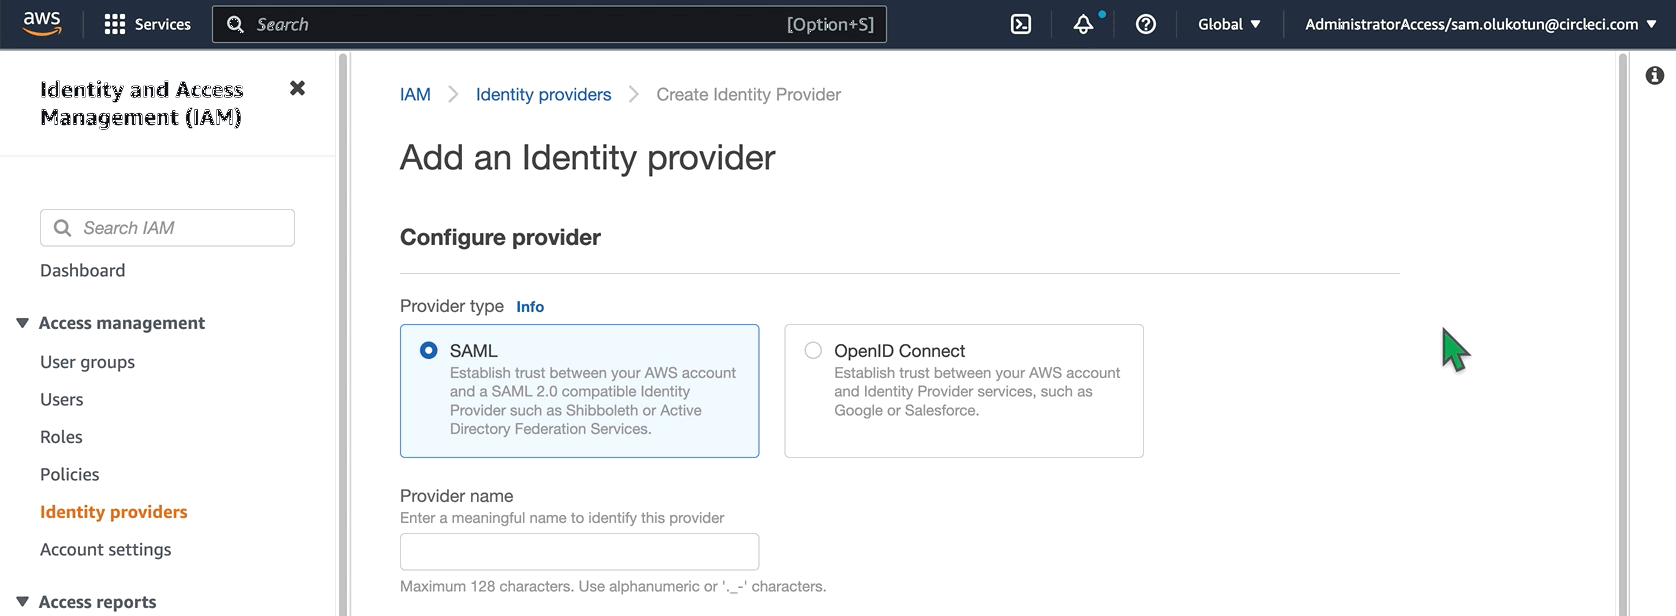 aws
Services
Search
[Option+S]
Global
AdministratorAccess/sam.olukotun@circleci.com
Identity and Access
Management (IAM)
Search IAM
Dashboard
Access management
User groups
Users
Roles
Policies
Identity providers
Account settings
Access reports
IAM
Identity providers
Create Identity Provider
Add an Identity provider
Configure provider
Provider type Info
SAML
Establish trust between your AWS account
and a SAML 2.0 compatible Identity
Provider such as Shibboleth or Active
Directory Federation Services.
OpenID Connect
Establish trust between your AWS account
and Identity Provider services, such as
Google or Salesforce.
Provider name
Enter a meaningful name to identify this provider
Maximum 128 characters. Use alphanumeric or '._-' characters.